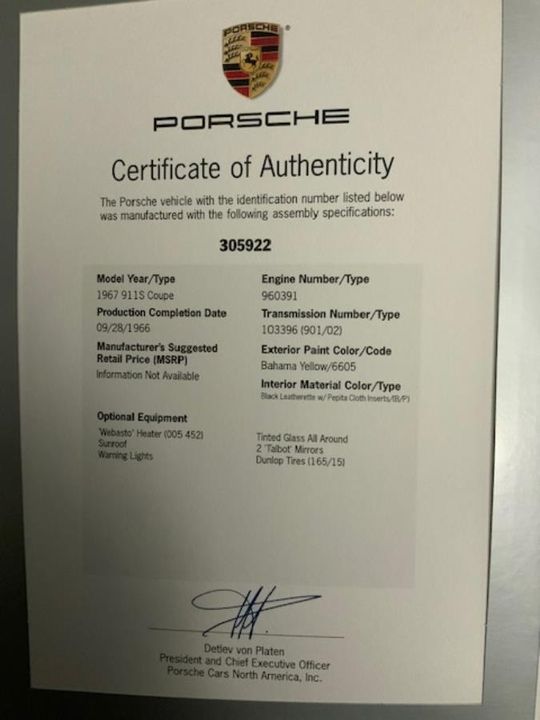 PORSCHE
PORSCHE
Certificate of Authenticity
The Porsche vehicle with the identification number listed below
was manufactured with the following assembly specifications:
305922
Model Year/Type
1967 911S Coupe
Production Completion Date
09/28/1966
Manufacturer's Suggested
Retail Price (MSRP)
Information Not Available
Engine Number/Type
960391
Transmission Number/Type
103396 (901/02)
Exterior Paint Color/Code
Bahama Yellow/6605
Interior Material Color/Type
Black Leatherette w/ Pepita Cloth Inserts/(B/P)
Optional Equipment
'Webasto' Heater (005 452)
Sunroof
Warning Lights
Tinted Glass All Around
2 'Talbot' Mirrors
Dunlop Tires (165/15)
Detlev von Platen
President and Chief Executive Officer
Porsche Cars North America, Inc.